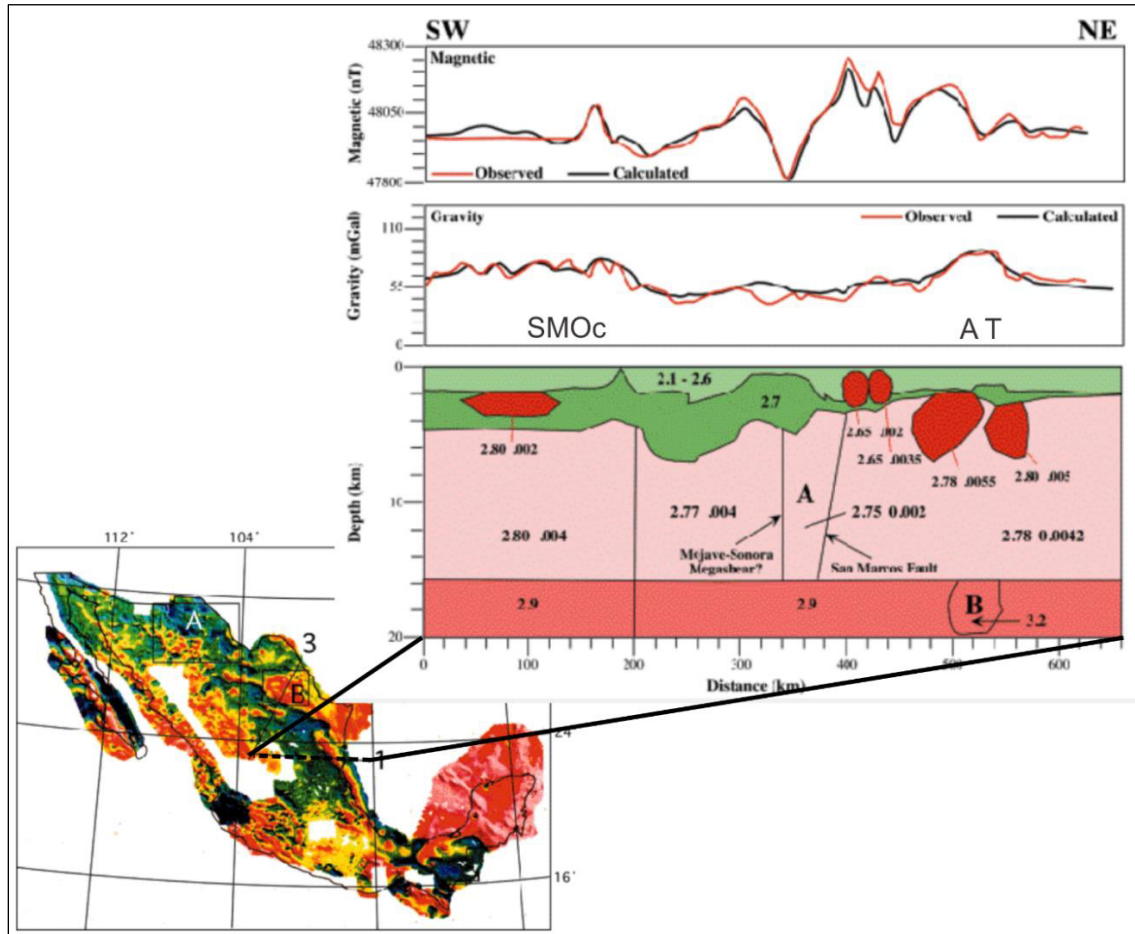 SW NE
48300
Magnetic
48050
47800
Magnetic (nT)
Observed Calculated
Gravity
Observed Calculated
110
Gravity (mGal)
SMOc A T
0
2.1 - 2.6
2.7
2.80 .002
2.65 .002
2.65 .0035
2.78 .0055
2.80 .005
Depth (km)
10
2.80 .004
2.77 .004
A
2.75 0.002
2.78 0.0042
Mojave-Sonora
Megashear?
San Marcos Fault
2.9
2.9
B
3.2
20
0 200 300 400 600
Distance (km)
112°
104°
A
3
B
24
1
16°